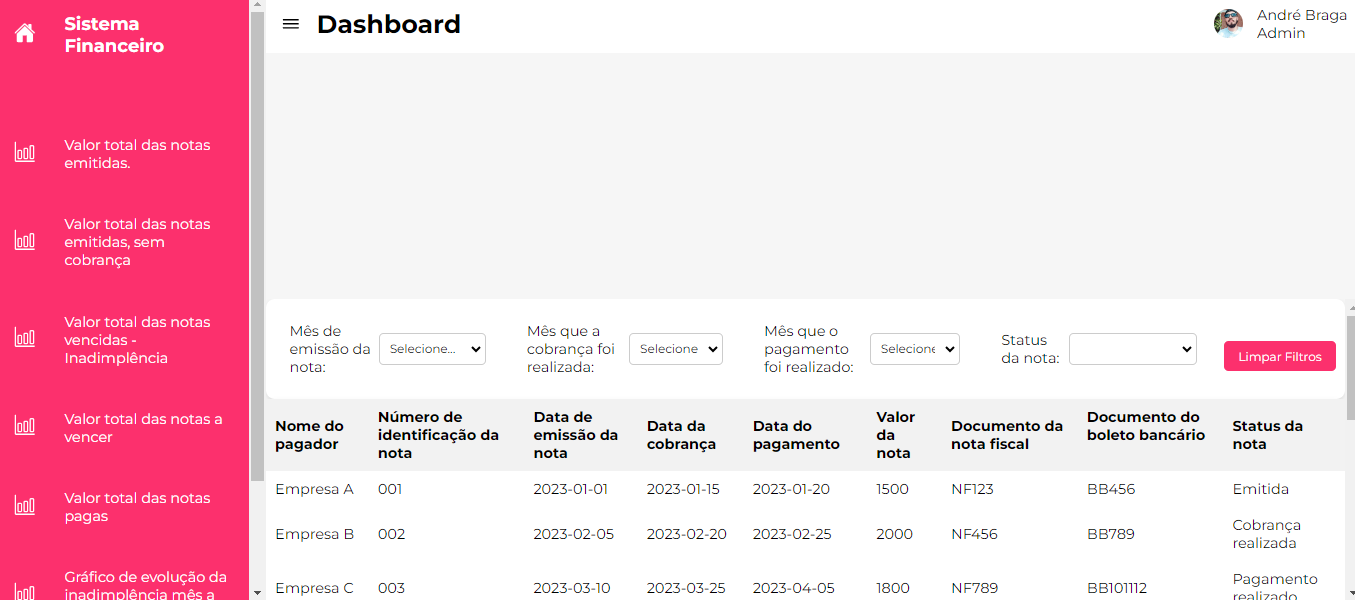 Sistema
Financeiro
Valor total das notas
emitidas.
Valor total das notas
emitidas, sem
cobrança
Valor total das notas
vencidas -
Inadimplência
Valor total das notas a
vencer
Valor total das notas
pagas
Gráfico de evolução da
inadimplência mês a
Dashboard
André Braga
Admin
Mês de
emissão da
nota:
Selecione...
Mês que a
cobrança foi
realizada:
Selecione
Mês que o
pagamento
foi realizado:
Selecione
Status
da nota:
Limpar Filtros
Nome do
pagador
Número de
identificação da
nota
Data de
emissão da
nota
Data da
cobrança
Data do
pagamento
Valor
da
nota
Documento da
nota fiscal
Documento do
boleto bancário
Status da
nota
Empresa A 001 2023-01-01 2023-01-15 2023-01-20 1500 NF123 BB456 Emitida
Empresa B 002 2023-02-05 2023-02-20 2023-02-25 2000 NF456 BB789 Cobrança
realizada
Empresa C 003 2023-03-10 2023-03-25 2023-04-05 1800 NF789 BB101112 Pagamento
realizado